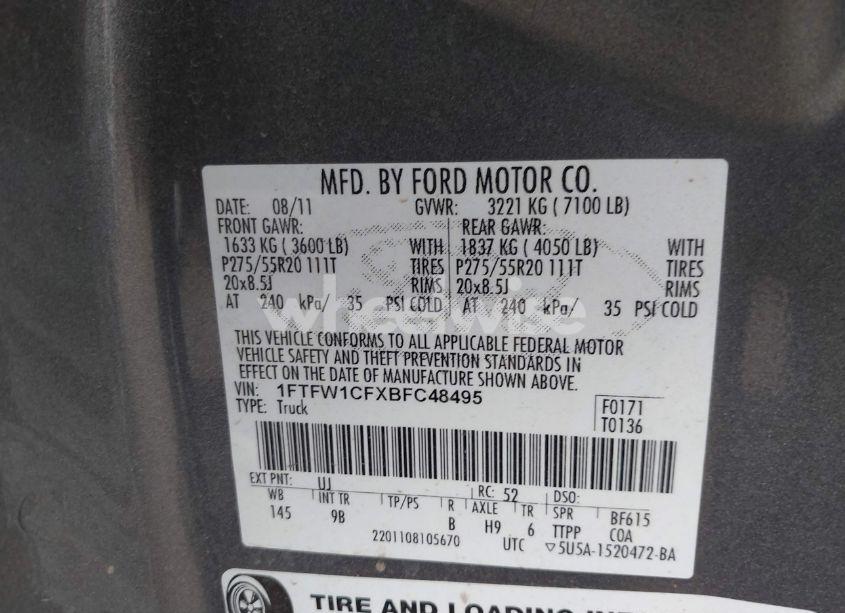 MFD. BY FORD MOTOR CO.
DATE: 08/11 GVWR: 3221 KG ( 7100 LB)
FRONT GAWR: REAR GAWR:
1633 KG ( 3600 LB) WITH 1837 KG ( 4050 LB) WITH
P275/55R20 111T TIRES P275/55R20 111T TIRES
20x8.5J RIMS 20x8.5J RIMS
AT 240 kPa/ 35 PSI COLD AT 240 kPa/ 35 PSI COLD
wheelwise
THIS VEHICLE CONFORMS TO ALL APPLICABLE FEDERAL MOTOR
VEHICLE SAFETY AND THEFT PREVENTION STANDARDS IN
EFFECT ON THE DATE OF MANUFACTURE SHOWN ABOVE.
VIN: 1FTFW1CFXBFC48495
TYPE: Truck
F0171
T0136
EXT PNT: UJ RC: 52 DSO:
WB INT TR TP/PS R AXLE TR SPR BF615
145 9B B H9 6 TTPP COA
2201108105670 UTC ▽5U5A-1520472-BA